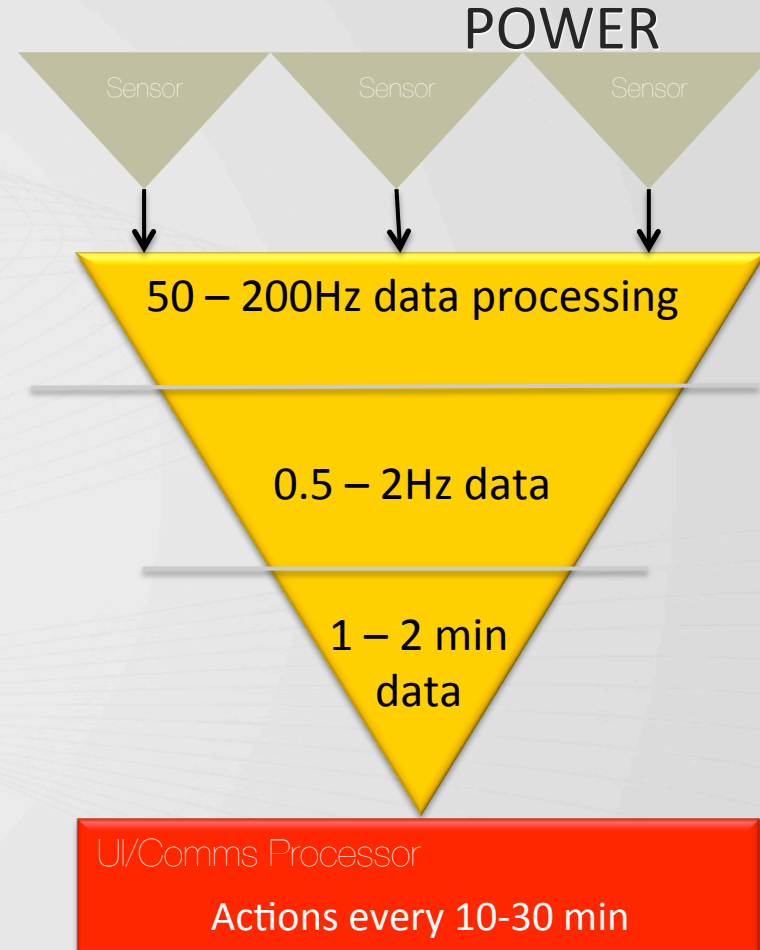 POWER
Sensor
Sensor
Sensor
50 – 200Hz data processing
0.5 – 2Hz data
1 – 2 min
data
UI/Comms Processor
Actions every 10-30 min